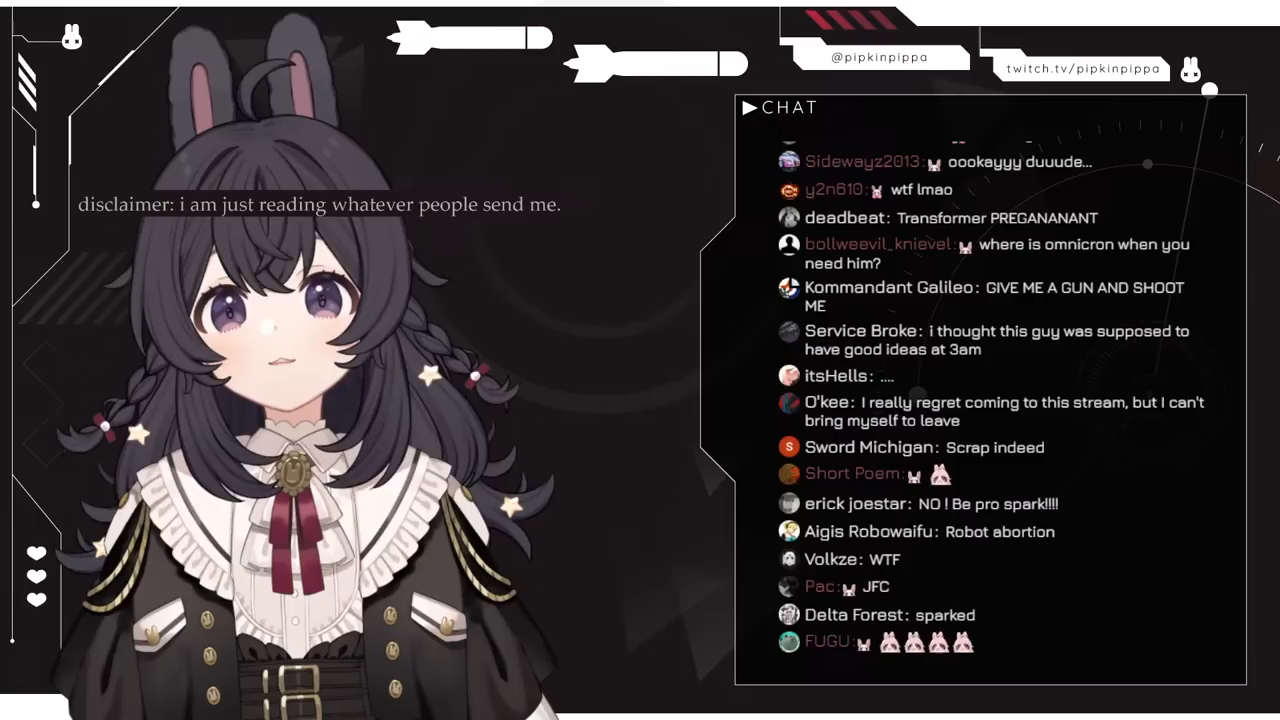 @pipkinpippa
twitch.tv/pipkinpippa
CHAT
Sidewayz2013: oookayyy duuude...
y2n610: wtf lmao
deadbeat: Transformer PREGANANANT
bollweevil_knievel: where is omnicron when you
need him?
Kommandant Galileo: GIVE ME A GUN AND SHOOT
ME
Service Broke: i thought this guy was supposed to
have good ideas at 3am
itsHells: ....
O'kee: I really regret coming to this stream, but I can't
bring myself to leave
Sword Michigan: Scrap indeed
Short Poem:
erick joestar: NO ! Be pro spark!!!!
Aigis Robowaifu: Robot abortion
Volkze: WTF
Pac: JFC
Delta Forest: sparked
FUGU:
disclaimer: i am just reading whatever people send me.